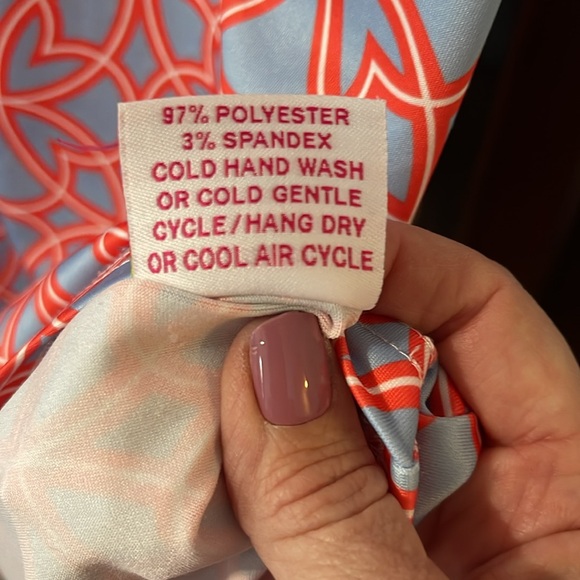 97% POLYESTER
3% SPANDEX
COLD HAND WASH
OR COLD GENTLE
CYCLE/HANG DRY
OR COOL AIR CYCLE